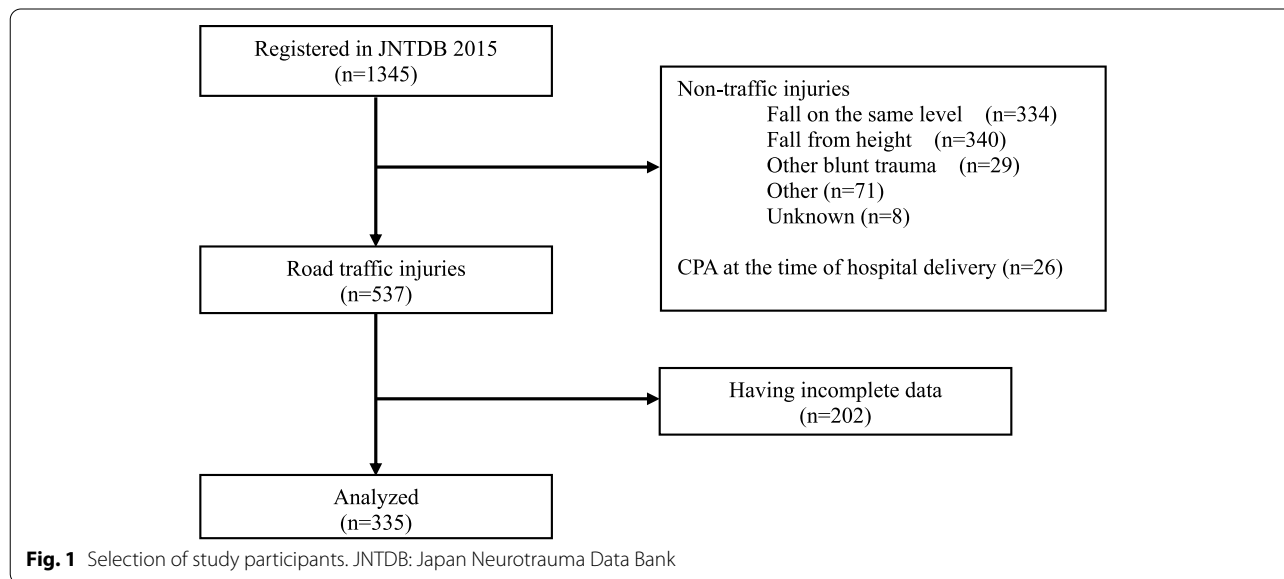 Registered in JNTDB 2015
(n=1345)
Non-traffic injuries
Fall on the same level (n=334)
Fall from height (n=340)
Other blunt trauma (n=29)
Other (n=71)
Unknown (n=8)
CPA at the time of hospital delivery (n=26)
Road traffic injuries
(n=537)
Having incomplete data
(n=202)
Analyzed
(n=335)
Fig. 1 Selection of study participants. JNTDB: Japan Neurotrauma Data Bank